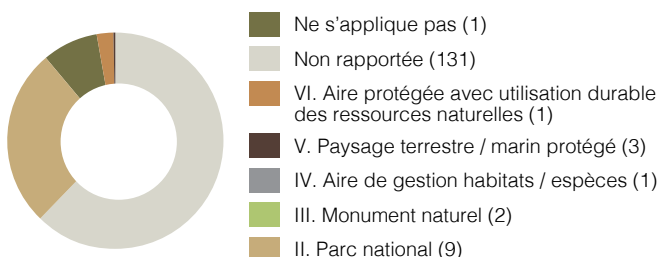 Ne s'applique pas (1)
Non rapportée (131)
VI. Aire protégée avec utilisation durable
des ressources naturelles (1)
V. Paysage terrestre / marin protégé (3)
IV. Aire de gestion habitats / espèces (1)
III. Monument naturel (2)
II. Parc national (9)